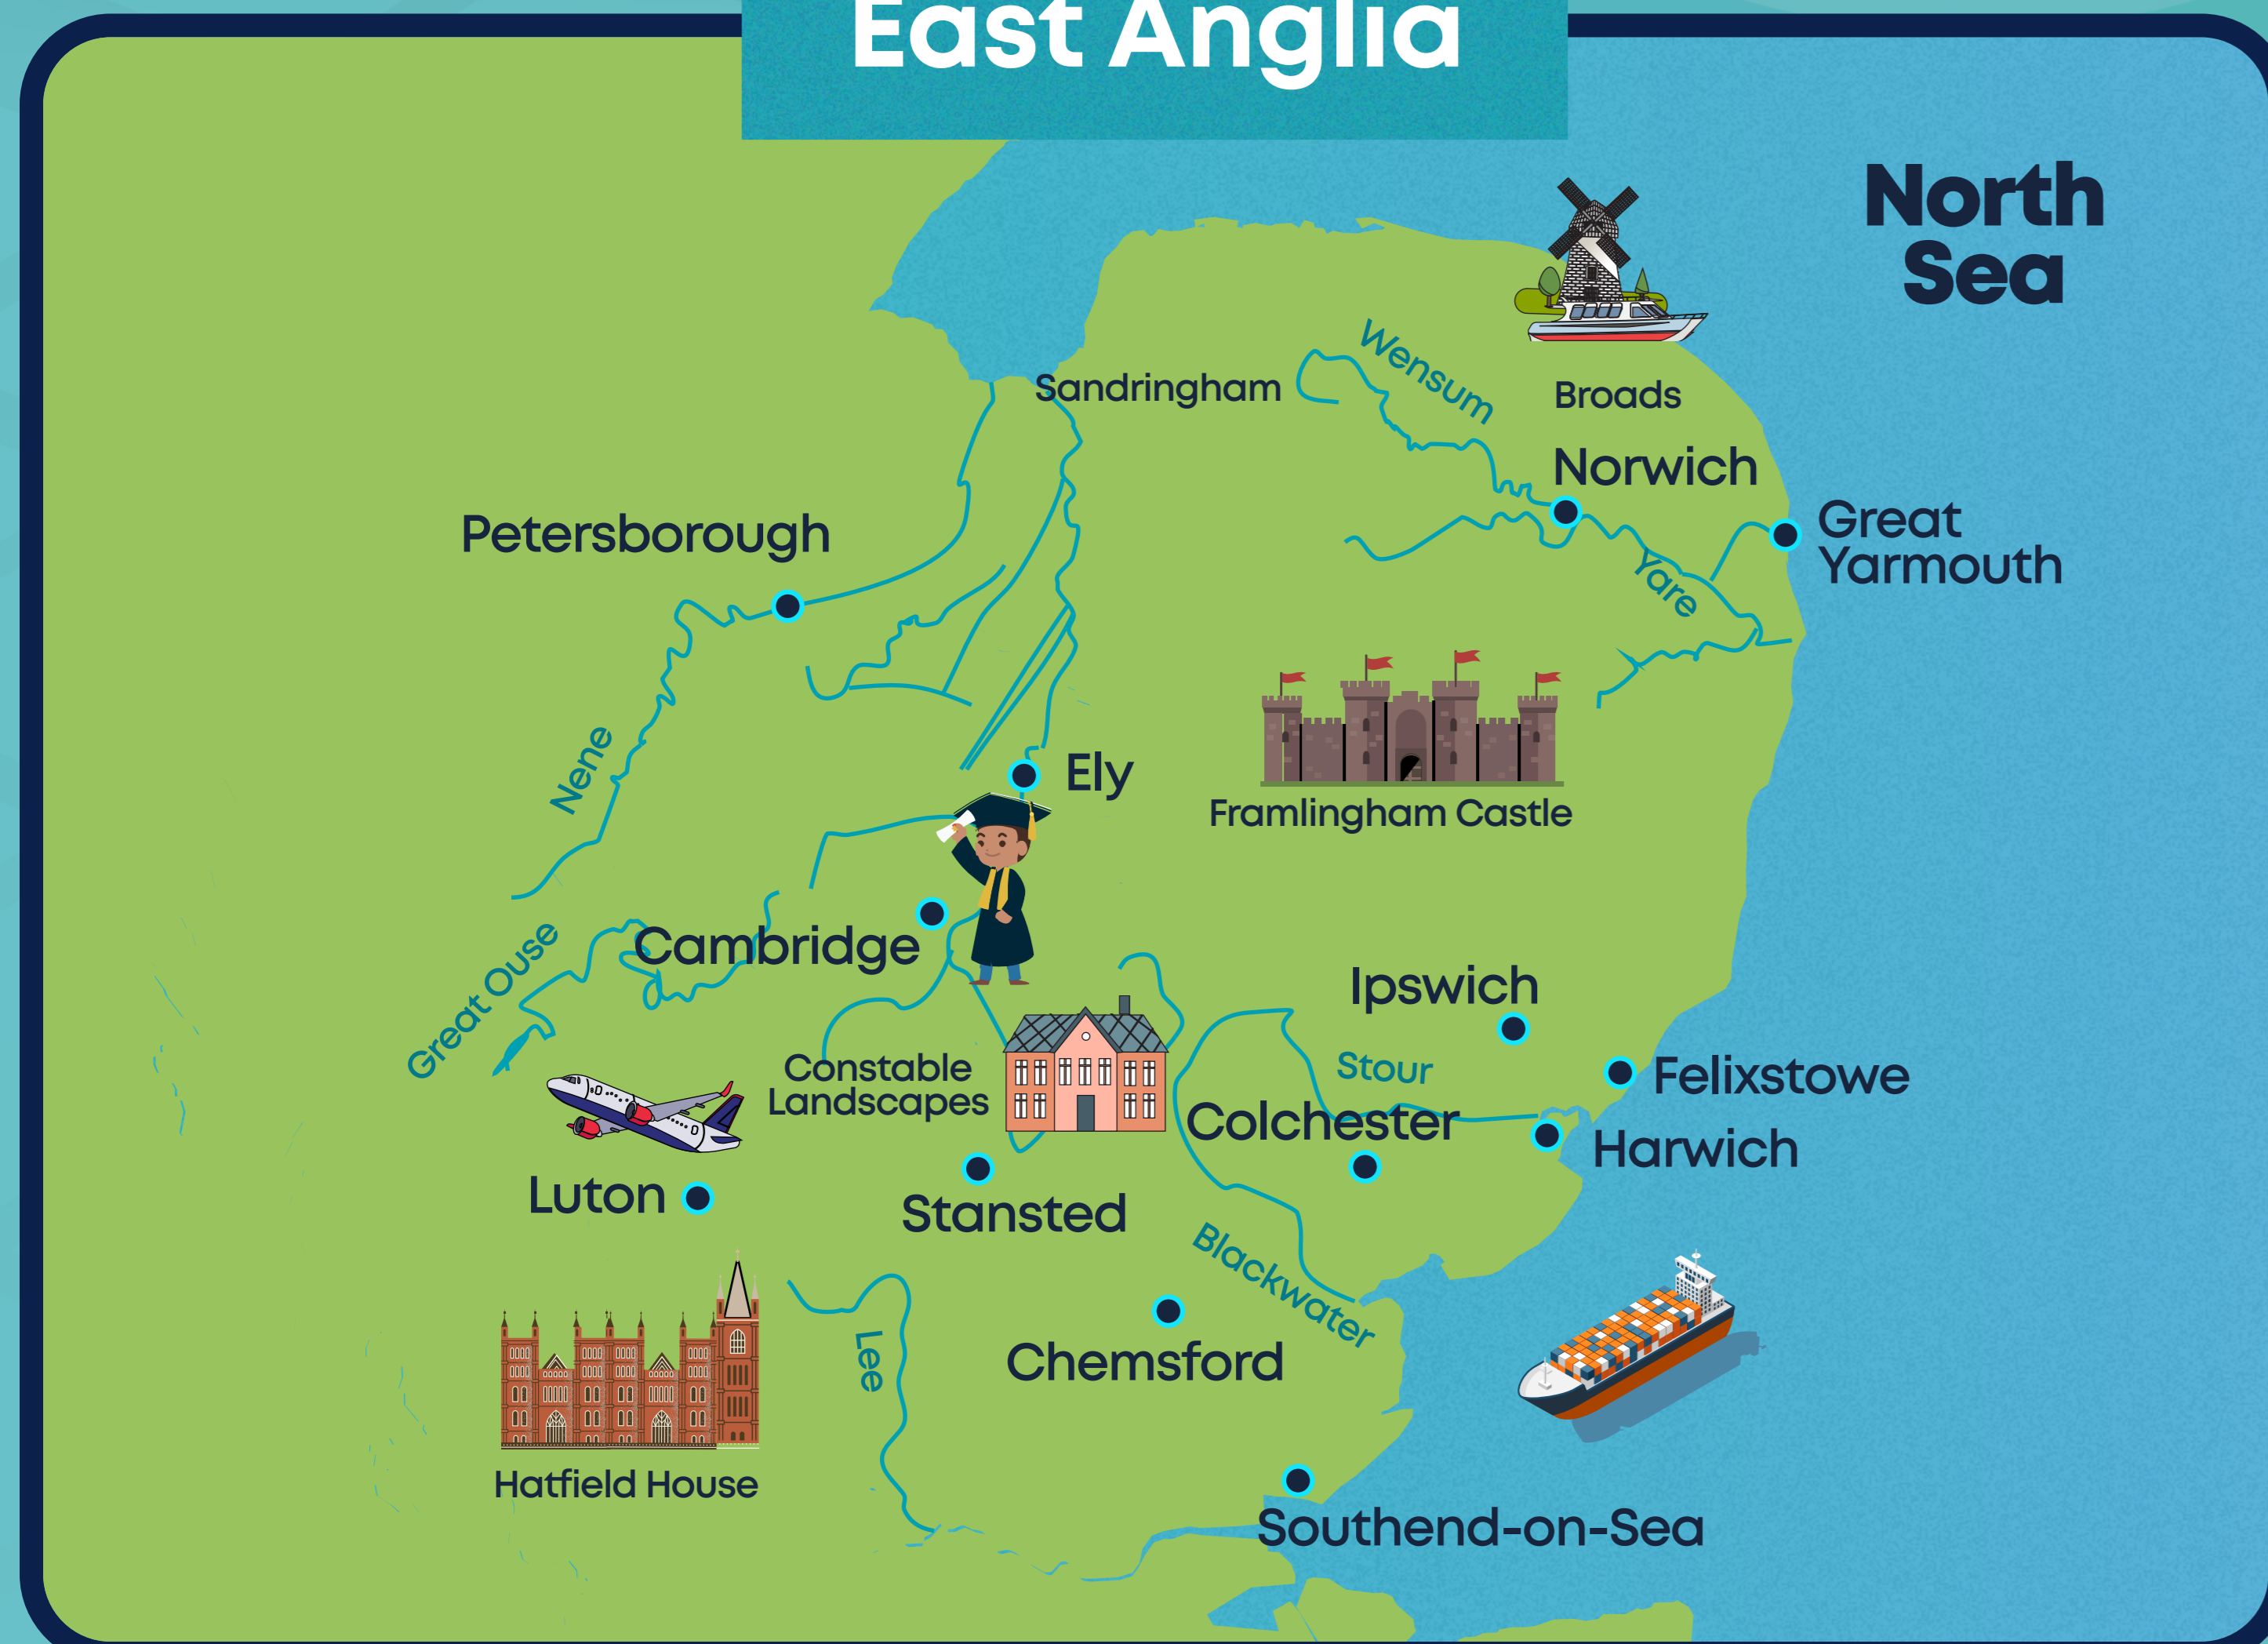 East Anglia
North
Sea
Wensum
Sandringham
Broads
Norwich
Great
Yarmouth
Petersborough
Yare
Nene
Ely
Framlingham Castle
Great Ouse
Cambridge
Ipswich
Constable
Landscapes
Stour
Felixstowe
Colchester
Harwich
Luton
Stansted
Blackwater
Lee
Chemsford
Hatfield House
Southend-on-Sea